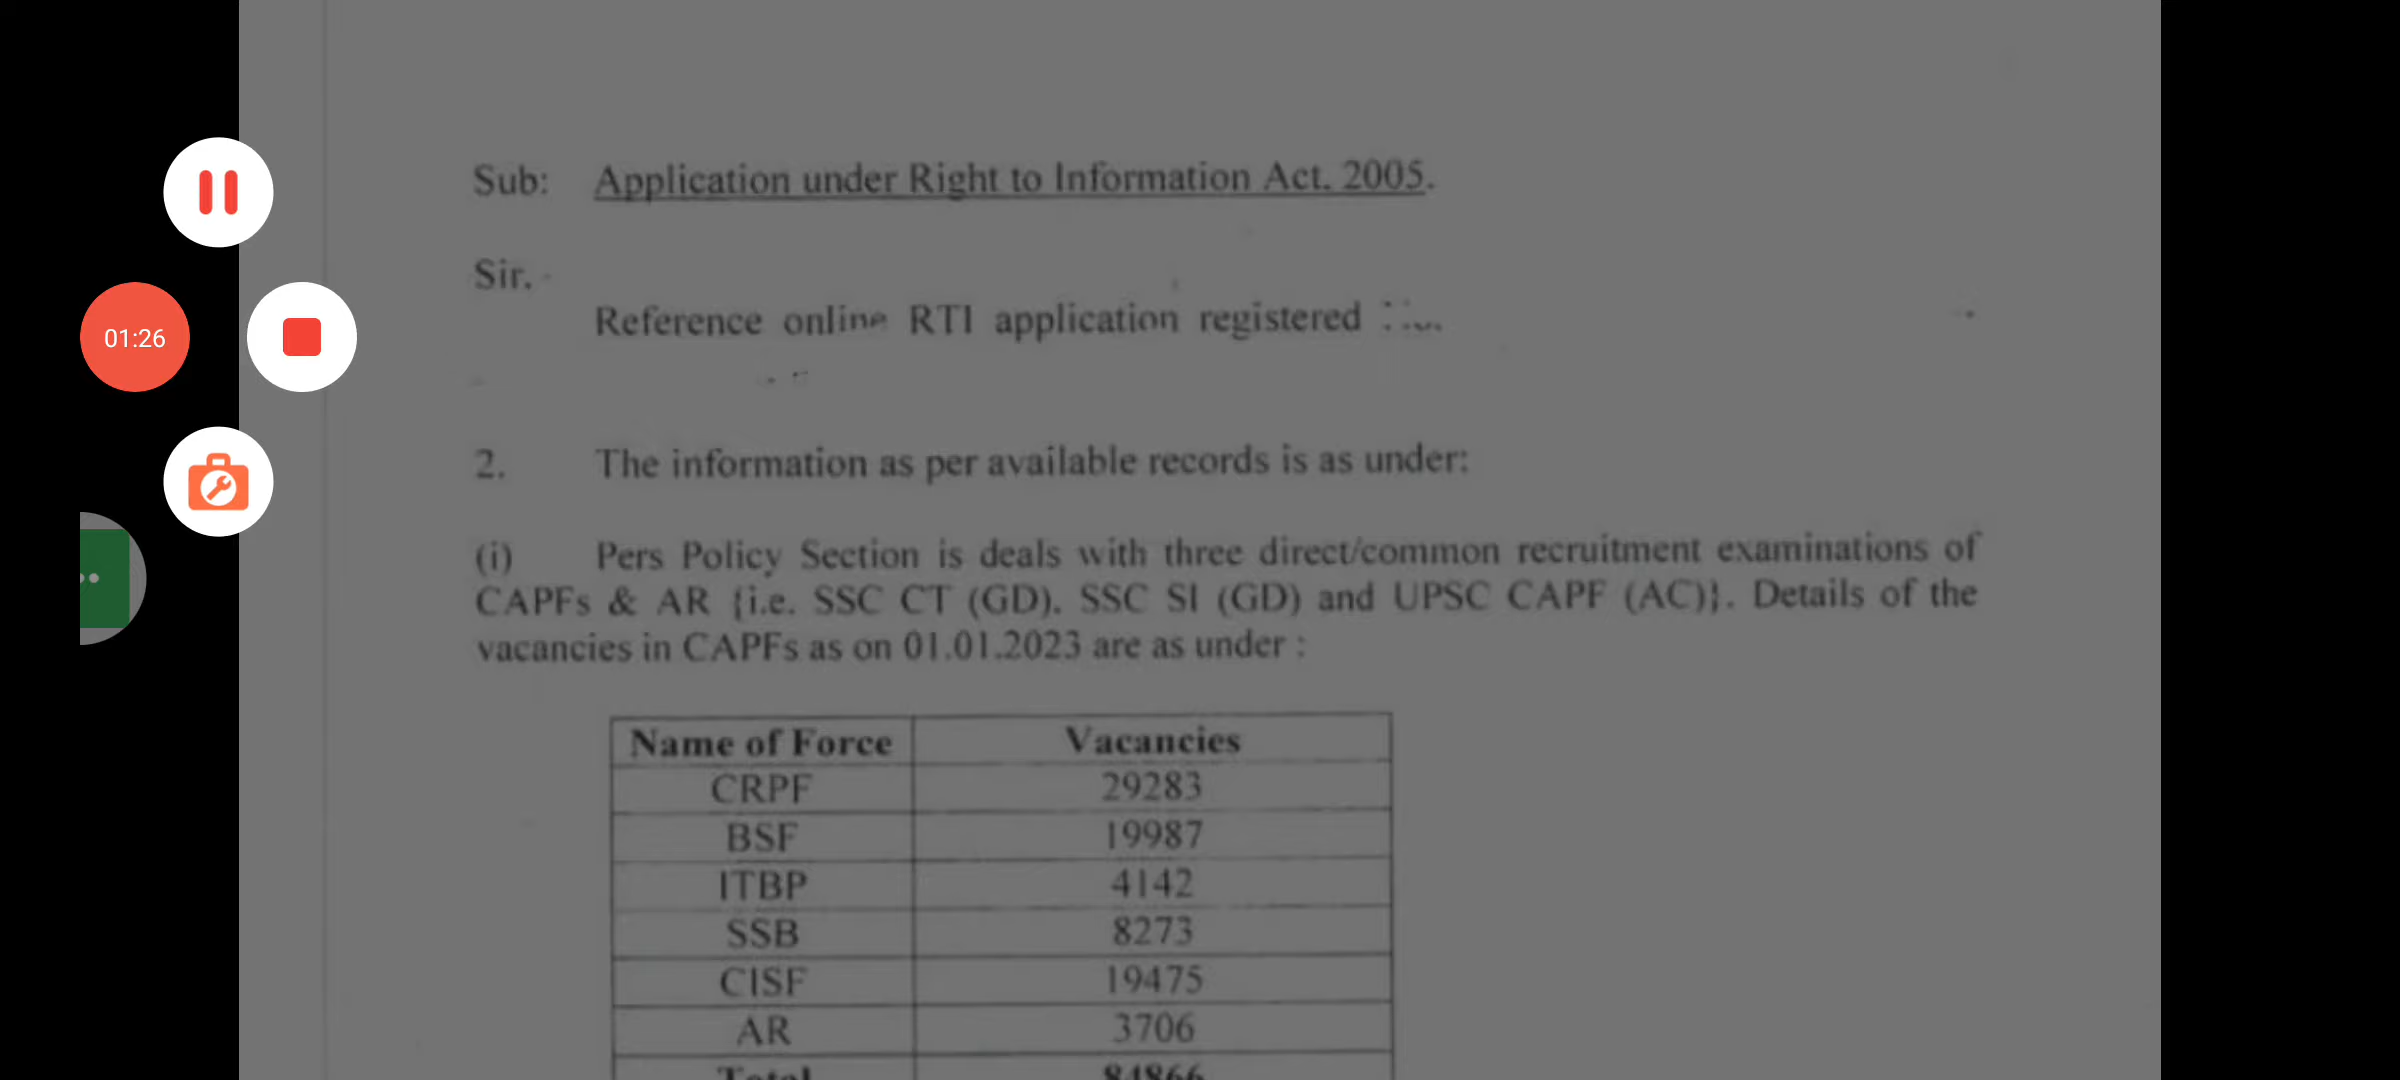 Sub: Application under Right to Information Act. 2005.
Sir.
Reference online RTI application registered
2. The information as per available records is as under:
(i) Pers Policy Section is deals with three direct/common recruitment examinations of
CAPFs & AR {i.e. SSC CT (GD). SSC SI (GD) and UPSC CAPF (AC)}. Details of the
vacancies in CAPFs as on 01.01.2023 are as under :
Name of Force Vacancies
CRPF 29283
BSF 19987
ITBP 4142
SSB 8273
CISF 19475
AR 3706
Total 84866
01:26